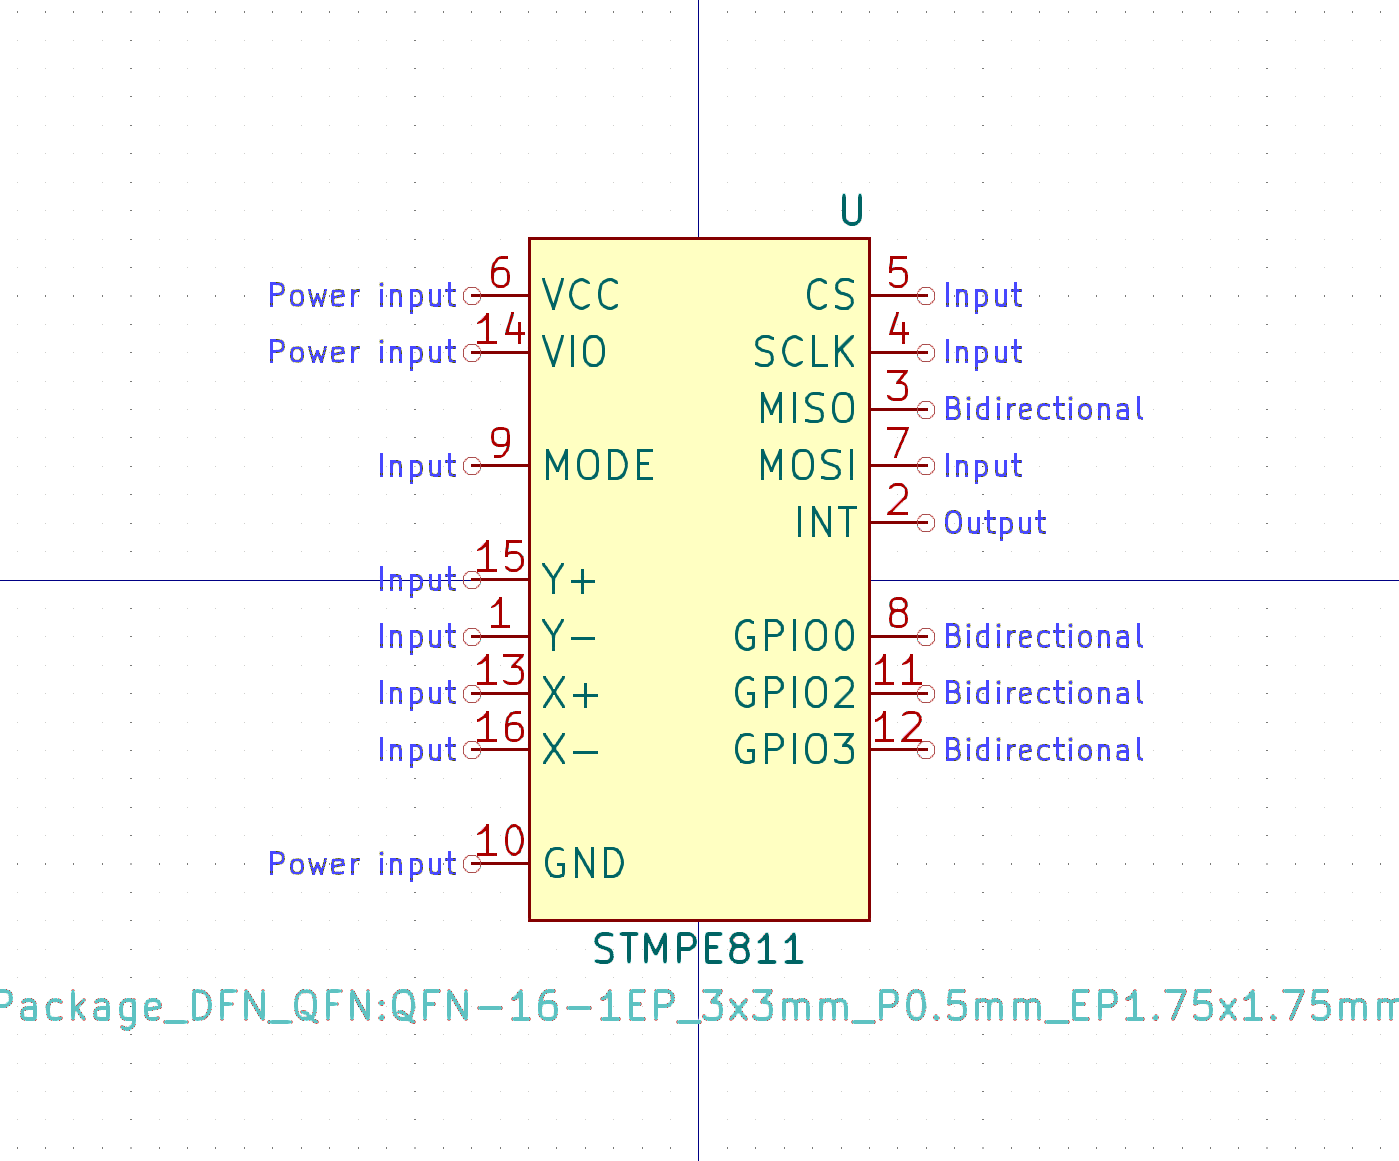 U
6 5
Power input VCC CS Input
14 4
Power input VIO SCLK Input
3
MISO Bidirectional
9 7
Input MODE MOSI Input
2
INT Output
15
Input Y+
1 8
Input Y- GPIO0 Bidirectional
13 11
Input X+ GPIO2 Bidirectional
16 12
Input X- GPIO3 Bidirectional
10
Power input GND
STMPE811
Package_DFN_QFN:QFN-16-1EP_3x3mm_P0.5mm_EP1.75x1.75mm